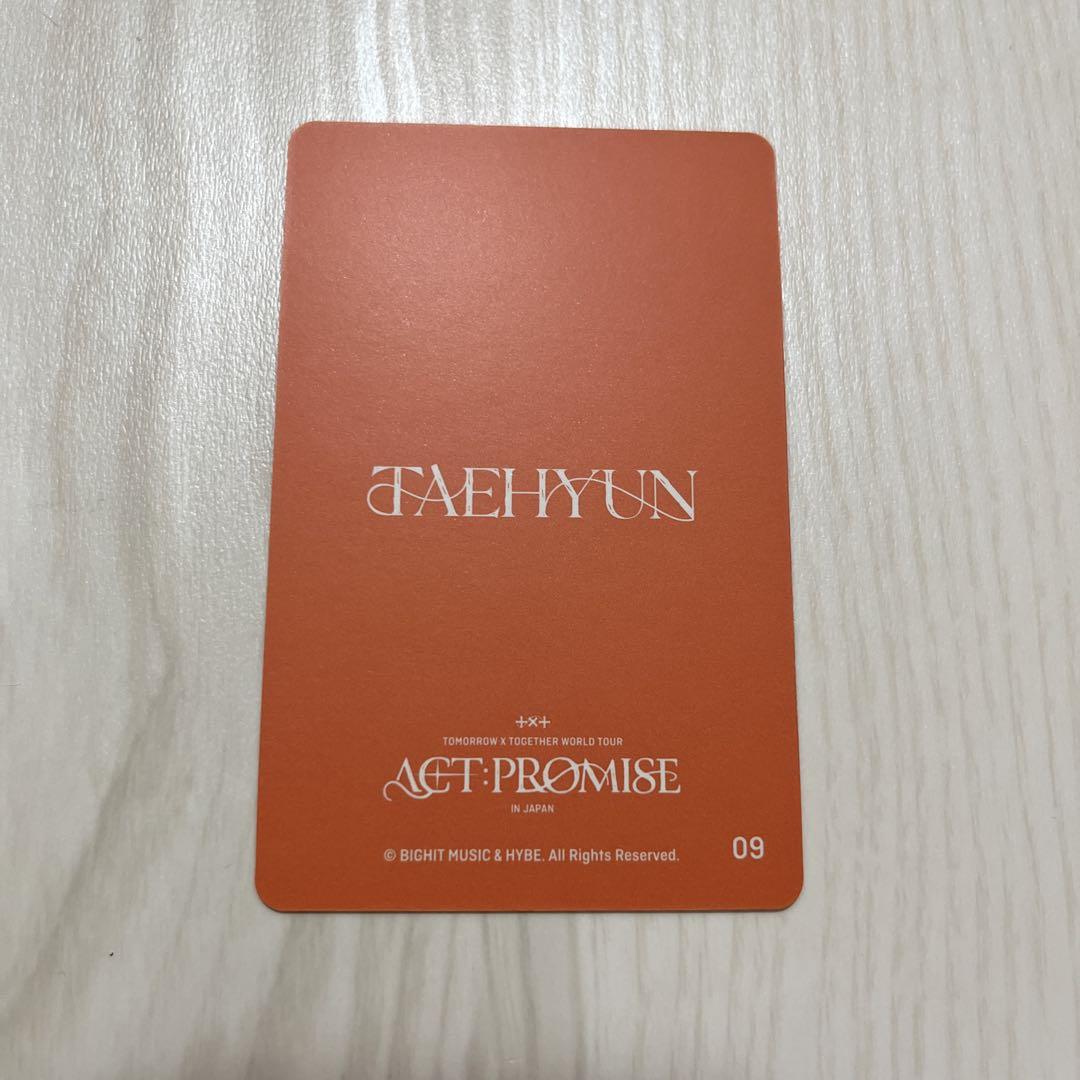 TAEHYUN
+×+
TOMORROW X TOGETHER WORLD TOUR
ACT:PROMISE
IN JAPAN
© BIGHIT MUSIC & HYBE. All Rights Reserved.
09